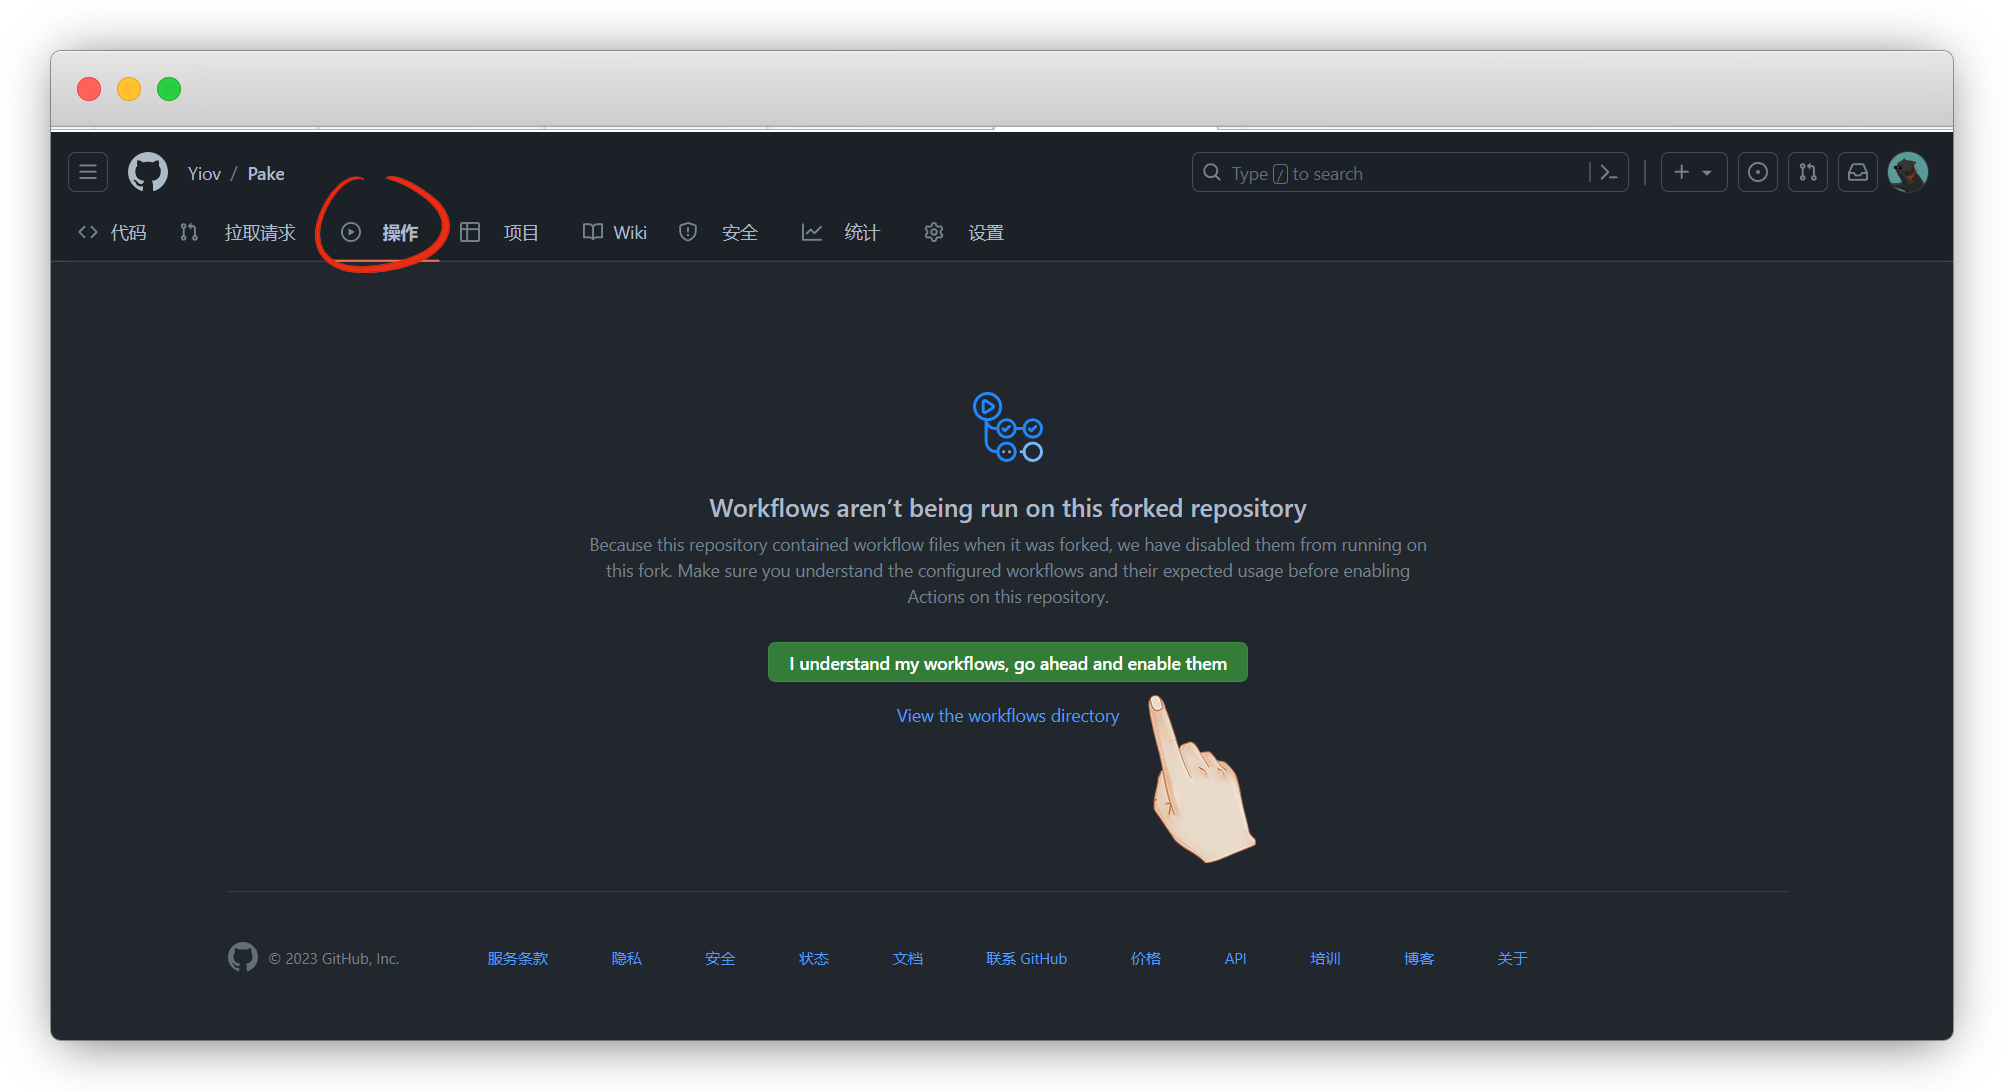 Yiov / Pake
Type / to search
代码 拉取请求 操作 项目 Wiki 安全 统计 设置
Workflows aren’t being run on this forked repository
Because this repository contained workflow files when it was forked, we have disabled them from running on
this fork. Make sure you understand the configured workflows and their expected usage before enabling
Actions on this repository.
I understand my workflows, go ahead and enable them
View the workflows directory
© 2023 GitHub, Inc. 服务条款 隐私 安全 状态 文档 联系 GitHub 价格 API 培训 博客 关于